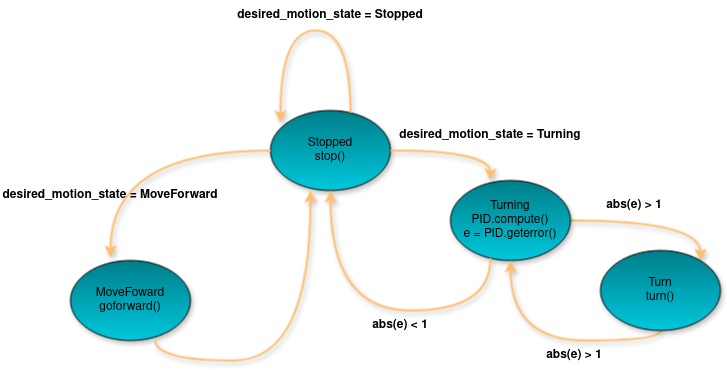 desired_motion_state = Stopped
Stopped
stop()
desired_motion_state = Turning
desired_motion_state = MoveForward
Turning
PID.compute()
e = PID.geterror()
abs(e) > 1
MoveFoward
goforward()
Turn
turn()
abs(e) < 1
abs(e) > 1